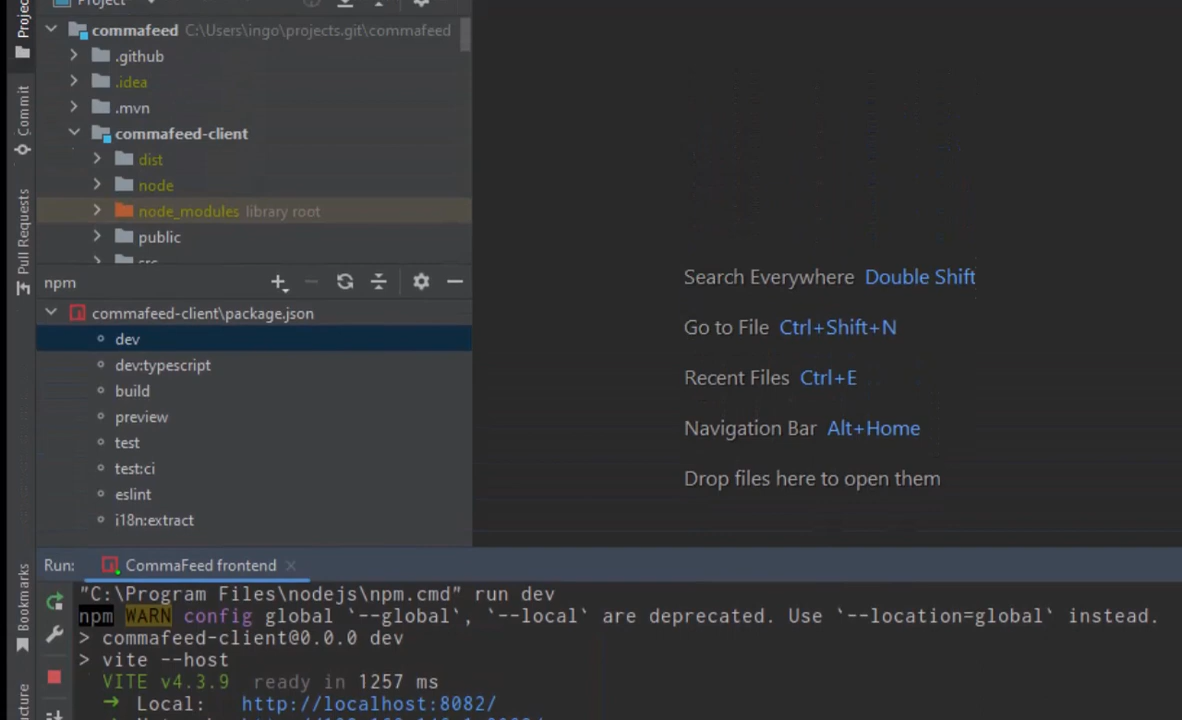 Project
commafeed C:\Users\ingo\projects.git\commafeed
.github
.idea
.mvn
commafeed-client
dist
node
node_modules library root
public
src
npm
commafeed-client\package.json
dev
dev:typescript
build
preview
test
test:ci
eslint
i18n:extract
Commit
Pull Requests
Bookmarks
Search Everywhere Double Shift
Go to File Ctrl+Shift+N
Recent Files Ctrl+E
Navigation Bar Alt+Home
Drop files here to open them
Run: CommaFeed frontend
"C:\Program Files\nodejs\npm.cmd" run dev
npm WARN config global `--global`, `--local` are deprecated. Use `--location=global` instead.
> commafeed-client@0.0.0 dev
> vite --host
VITE v4.3.9 ready in 1257 ms
➜ Local: http://localhost:8082/